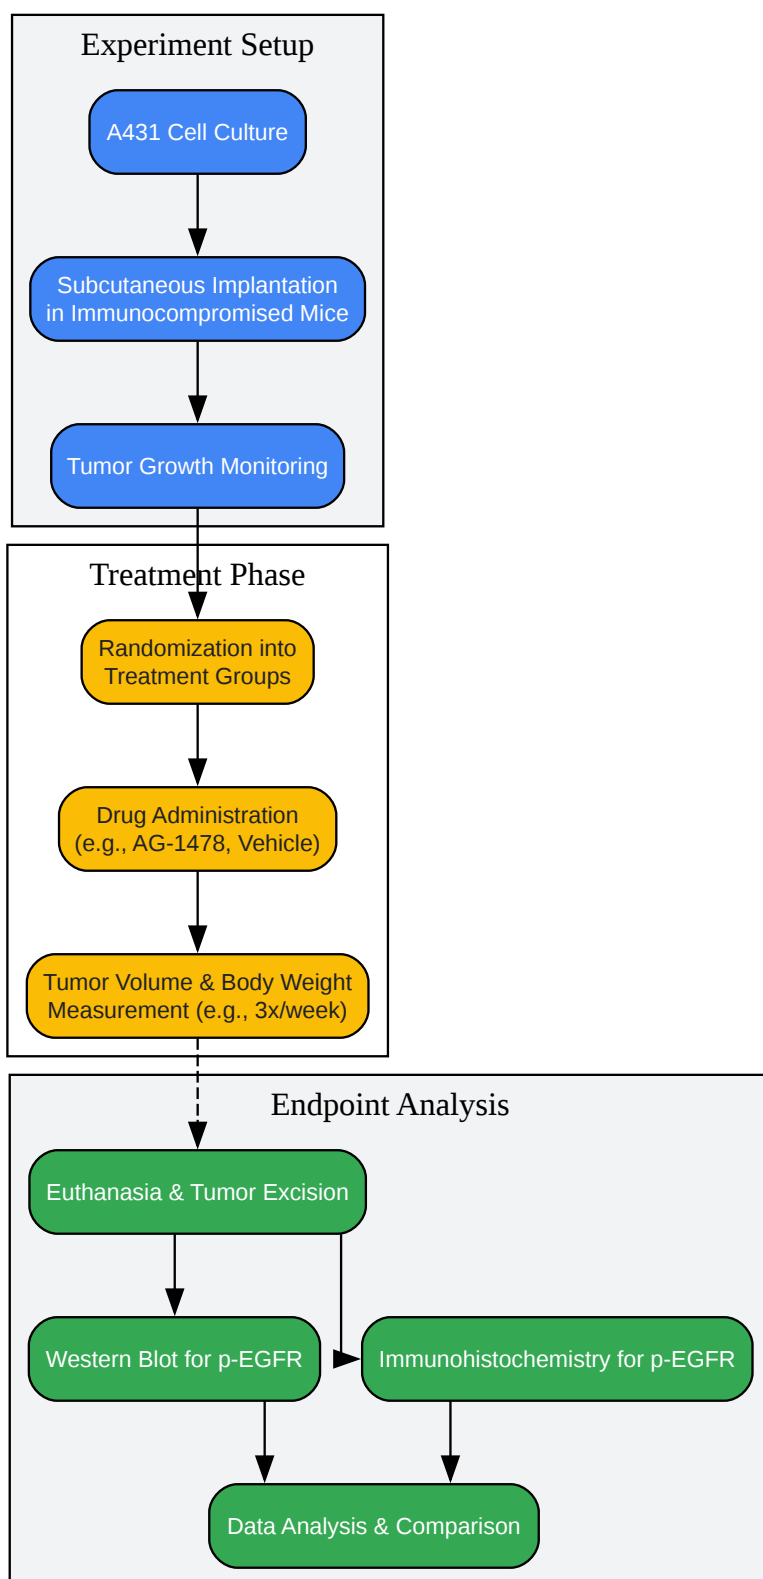 Experiment Setup
A431 Cell Culture
Subcutaneous Implantation
in Immunocompromised Mice
Tumor Growth Monitoring
Treatment Phase
Randomization into
Treatment Groups
Drug Administration
(e.g., AG-1478, Vehicle)
Tumor Volume & Body Weight
Measurement (e.g., 3x/week)
Endpoint Analysis
Euthanasia & Tumor Excision
Western Blot for p-EGFR
Immunohistochemistry for p-EGFR
Data Analysis & Comparison